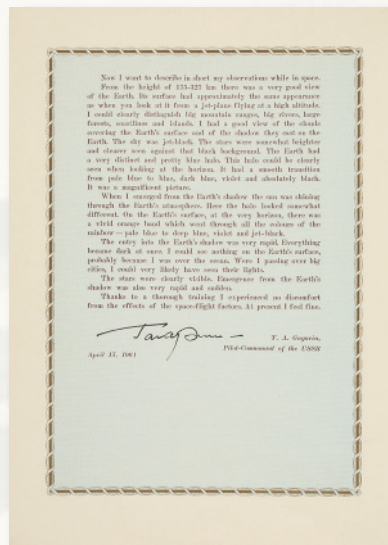 Now I want to describe in short my observations while in space.
From the height of 175-327 km there was a very good view
of the Earth. Its surface had approximately the same appearance
as when you look at it from a jet-plane flying at a high altitude.
I could clearly distinguish big mountain ranges, big rivers, large
forests, coastlines and islands. I had a good view of the clouds
covering the Earth's surface and of the shadow they cast on the
Earth. The sky was jet-black. The stars were somewhat brighter
and clearer seen against that black background. The Earth had
a very distinct and pretty blue halo. This halo could be clearly
seen when looking at the horizon. It had a smooth transition
from pale blue to blue, dark blue, violet and absolutely black.
It was a magnificent picture.
When I emerged from the Earth's shadow the sun was shining
through the Earth's atmosphere. Here the halo looked somewhat
different. On the Earth's surface, at the very horizon, there was
a vivid orange band which went through all the colours of the
rainbow — pale blue to deep blue, violet and jet-black.
The entry into the Earth's shadow was very rapid. Everything
became dark at once. I could see nothing on the Earth's surface,
probably because I was over the ocean. Were I passing over big
cities, I could very likely have seen their lights.
The stars were clearly visible. Emergence from the Earth's
shadow was also very rapid and sudden.
Thanks to a thorough training I experienced no discomfort
from the effects of the space-flight factors. At present I feel fine.
Y. A. Gagarin,
Pilot-Cosmonaut of the USSR
April 15, 1961